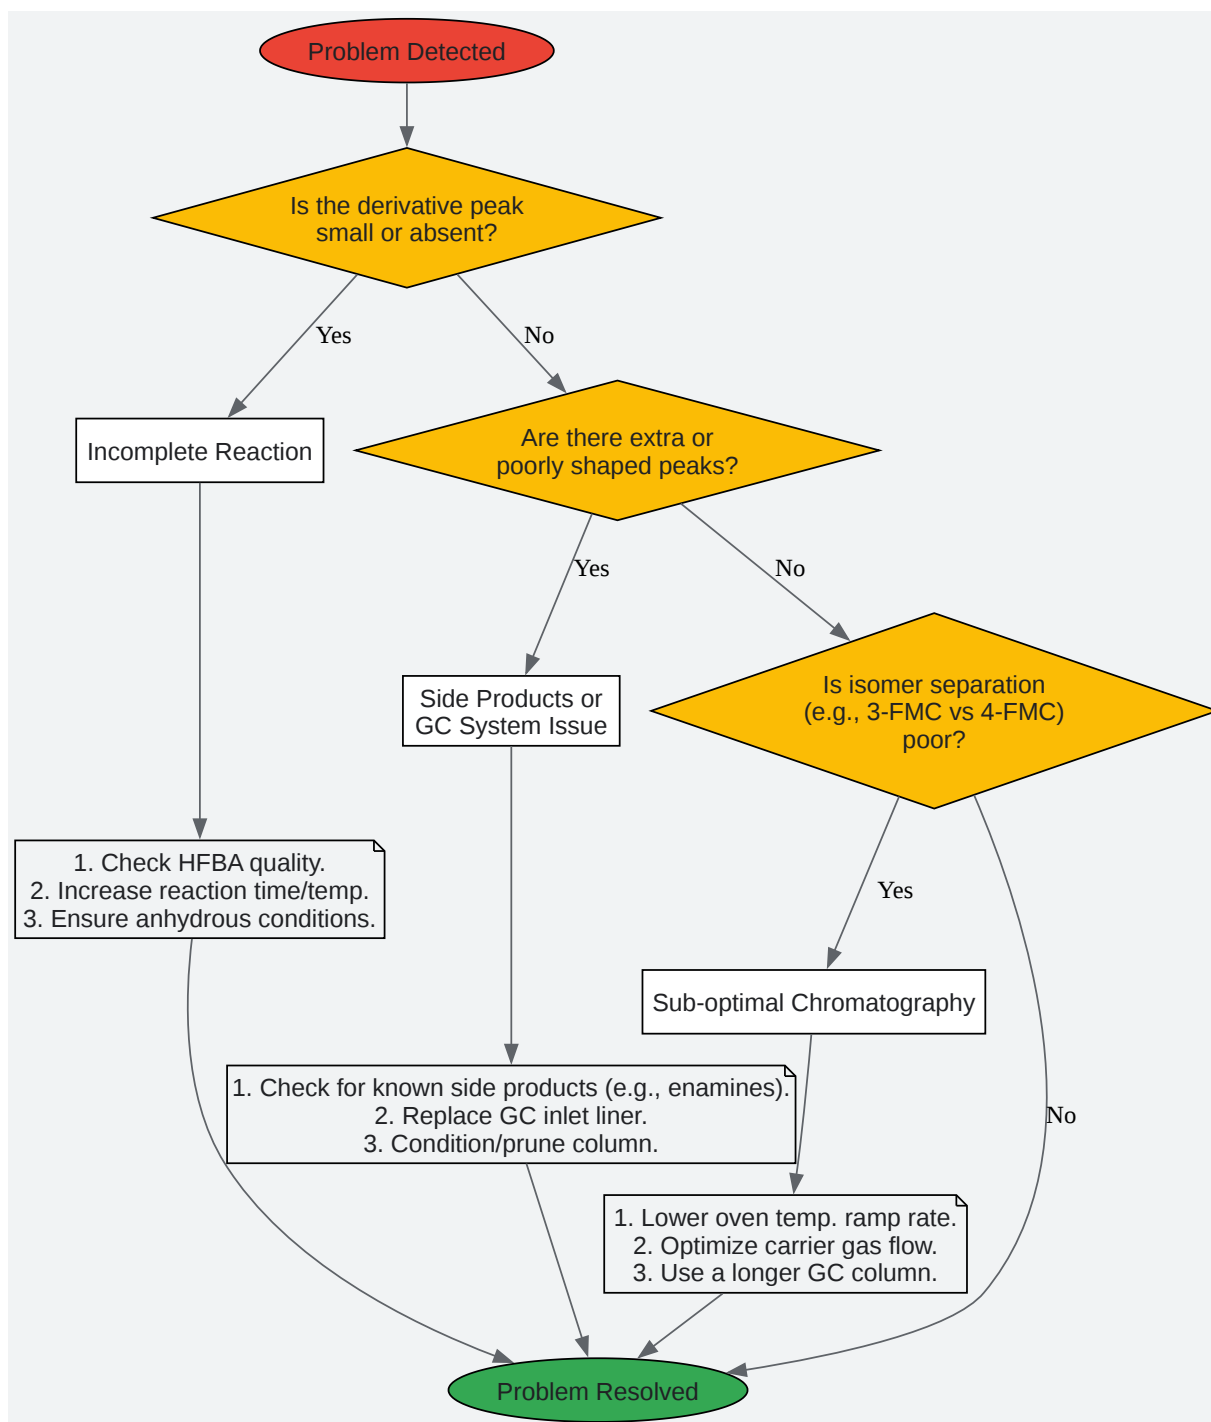 Problem Detected
Is the derivative peak
small or absent?
Yes
No
Incomplete Reaction
Are there extra or
poorly shaped peaks?
Yes
No
Side Products or
GC System Issue
Is isomer separation
(e.g., 3-FMC vs 4-FMC)
poor?
1. Check HFBA quality.
2. Increase reaction time/temp.
3. Ensure anhydrous conditions.
Yes
Sub-optimal Chromatography
1. Check for known side products (e.g., enamines).
2. Replace GC inlet liner.
3. Condition/prune column.
No
1. Lower oven temp. ramp rate.
2. Optimize carrier gas flow.
3. Use a longer GC column.
Problem Resolved